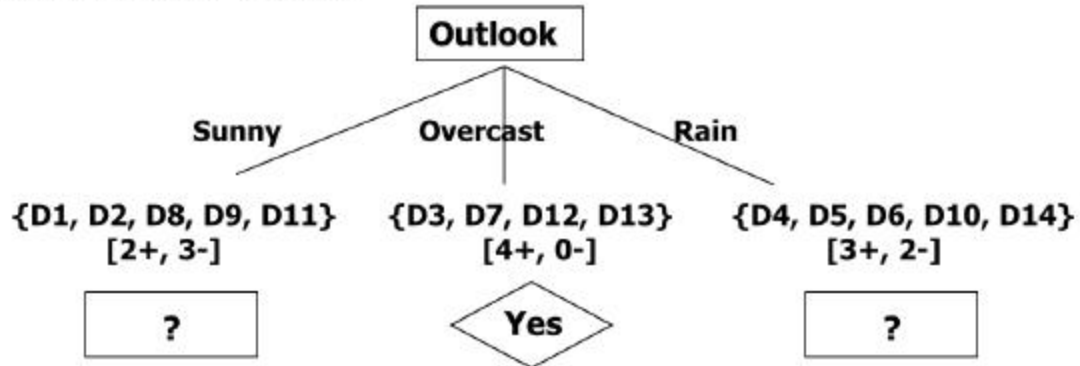 Outlook
Sunny Overcast Rain
{D1, D2, D8, D9, D11} {D3, D7, D12, D13} {D4, D5, D6, D10, D14}
[2+, 3-] [4+, 0-] [3+, 2-]
? Yes ?